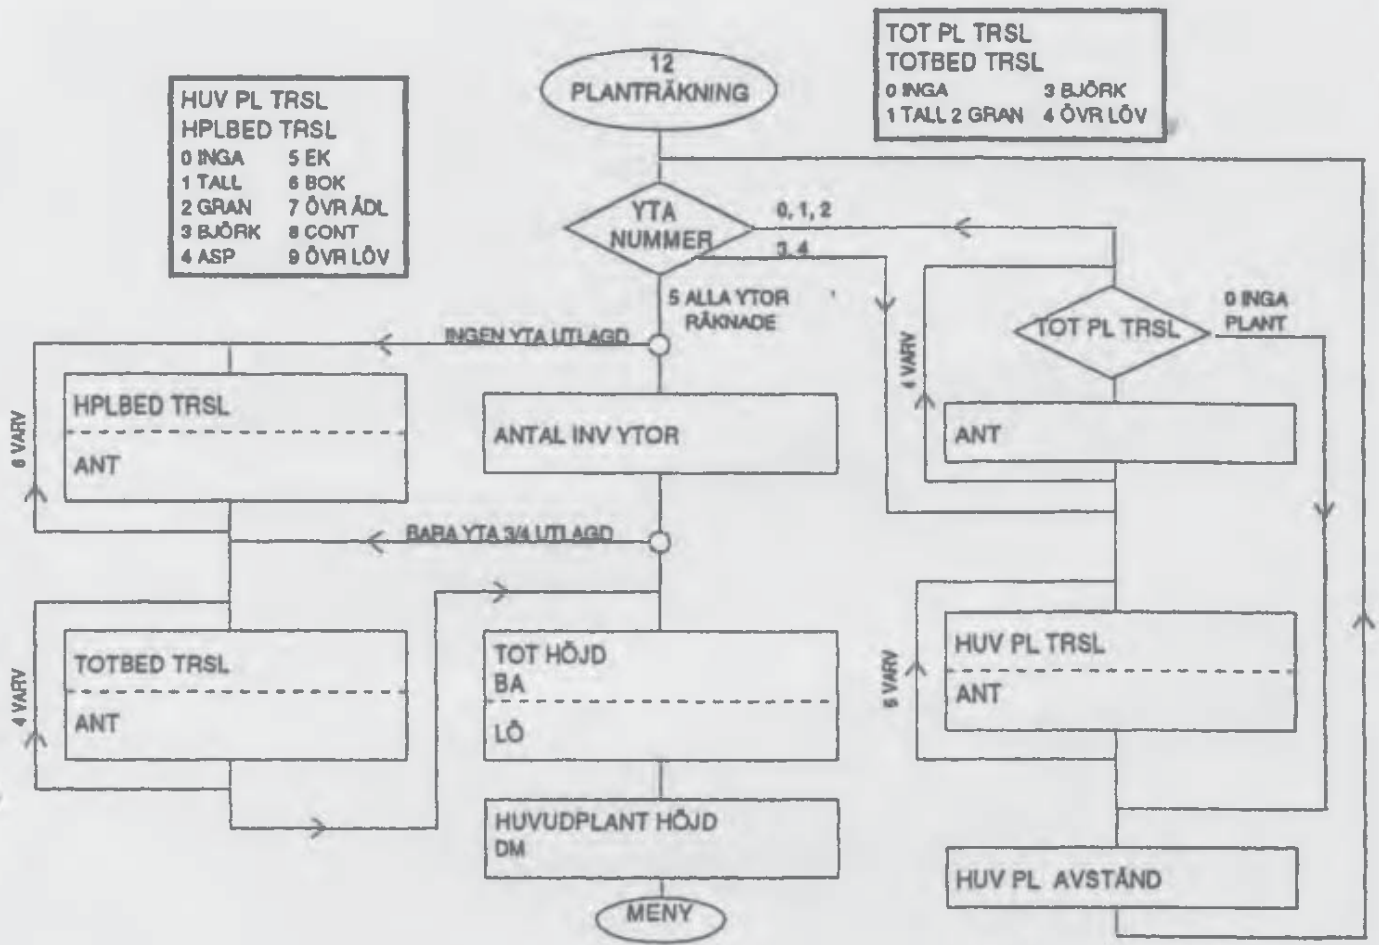 12
PLANTRÄKNING
HUV PL TRSL
HPLBED TRSL
0 INGA 5 EK
1 TALL 6 BOK
2 GRAN 7 ÖVR ÄDL
3 BJÖRK 8 CONT
4 ASP 9 ÖVR LÖV
TOT PL TRSL
TOTBED TRSL
0 INGA 3 BJÖRK
1 TALL 2 GRAN 4 ÖVR LÖV
YTA
NUMMER
0, 1, 2
3, 4
5 ALLA YTOR
RÄKNADE
INGEN YTA UTLAGD
HPLBED TRSL
ANT
6 VARV
ANTAL INV YTOR
BARA YTA 3/4 UTLAGD
TOTBED TRSL
ANT
4 VARV
TOT HÖJD
BA
LÖ
HUVUDPLANT HÖJD
DM
MENY
TOT PL TRSL
0 INGA
PLANT
4 VARV
ANT
HUV PL TRSL
ANT
VARV
HUV PL AVSTÅND